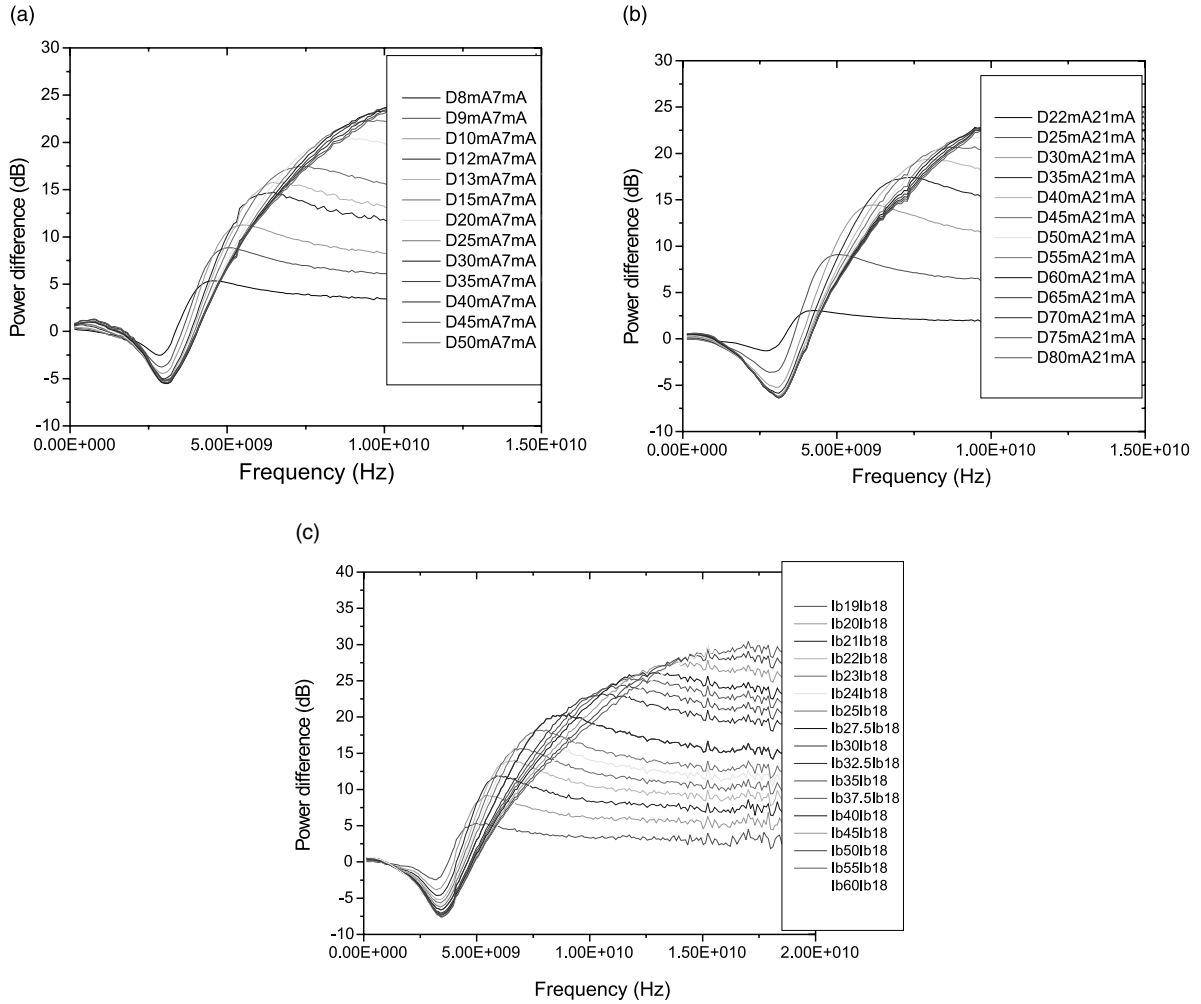 (a)
30
25
20
15
10
5
0
-5
-10
Power difference (dB)
0.00E+000
5.00E+009
1.00E+010
1.50E+010
Frequency (Hz)
D8mA7mA
D9mA7mA
D10mA7mA
D12mA7mA
D13mA7mA
D15mA7mA
D20mA7mA
D25mA7mA
D30mA7mA
D35mA7mA
D40mA7mA
D45mA7mA
D50mA7mA
(b)
30
25
20
15
10
5
0
-5
-10
Power difference (dB)
0.00E+000
5.00E+009
1.00E+010
1.50E+010
Frequency (Hz)
D22mA21mA
D25mA21mA
D30mA21mA
D35mA21mA
D40mA21mA
D45mA21mA
D50mA21mA
D55mA21mA
D60mA21mA
D65mA21mA
D70mA21mA
D75mA21mA
D80mA21mA
(c)
40
35
30
25
20
15
10
5
0
-5
-10
Power difference (dB)
0.00E+000
5.00E+009
1.00E+010
1.50E+010
2.00E+010
Frequency (Hz)
Ib19Ib18
Ib20Ib18
Ib21Ib18
Ib22Ib18
Ib23Ib18
Ib24Ib18
Ib25Ib18
Ib27.5Ib18
Ib30Ib18
Ib32.5Ib18
Ib35Ib18
Ib37.5Ib18
Ib40Ib18
Ib45Ib18
Ib50Ib18
Ib55Ib18
Ib60Ib18